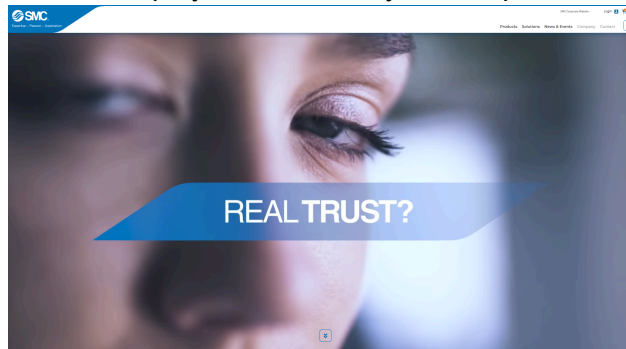 SMC
Expertise - Passion - Automation
SMC Corporate Website
Login
Products Solutions News & Events Company Contact
REAL TRUST?